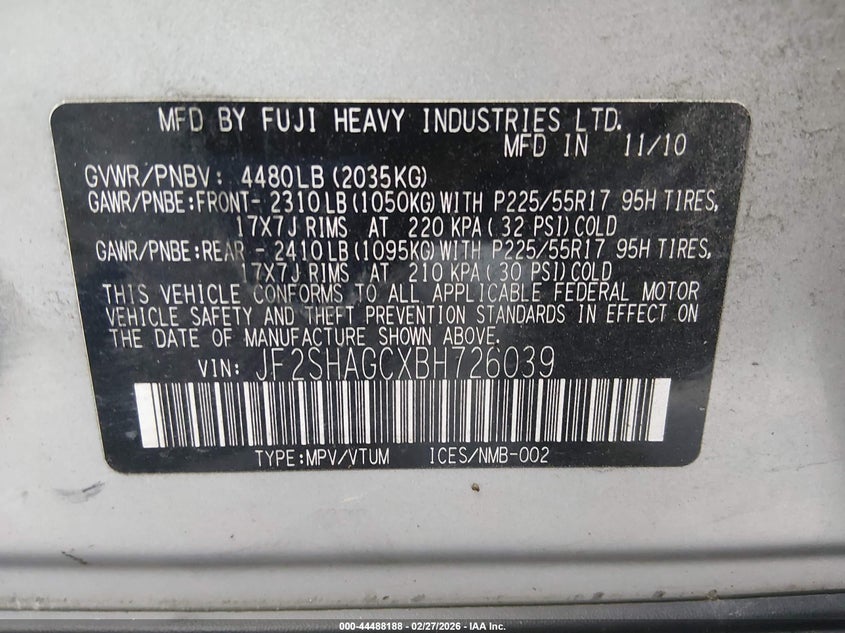 MFD BY FUJI HEAVY INDUSTRIES LTD.
MFD IN 11/10
GVWR/PNBV: 4480LB (2035KG)
GAWR/PNBE:FRONT- 2310LB (1050KG) WITH P225/55R17 95H TIRES,
17X7J RIMS AT 220 KPA (32 PSI) COLD
GAWR/PNBE:REAR - 2410LB (1095KG) WITH P225/55R17 95H TIRES,
17X7J RIMS AT 210 KPA (30 PSI) COLD
THIS VEHICLE CONFORMS TO ALL APPLICABLE FEDERAL MOTOR
VEHICLE SAFETY AND THEFT PREVENTION STANDARDS IN EFFECT ON
THE DATE OF MANUFACTURE SHOWN ABOVE.
VIN: JF2SHAGCXBH726039
TYPE:MPV/VTUM ICES/NMB-002
000-44488188 - 02/27/2026 - IAA Inc.